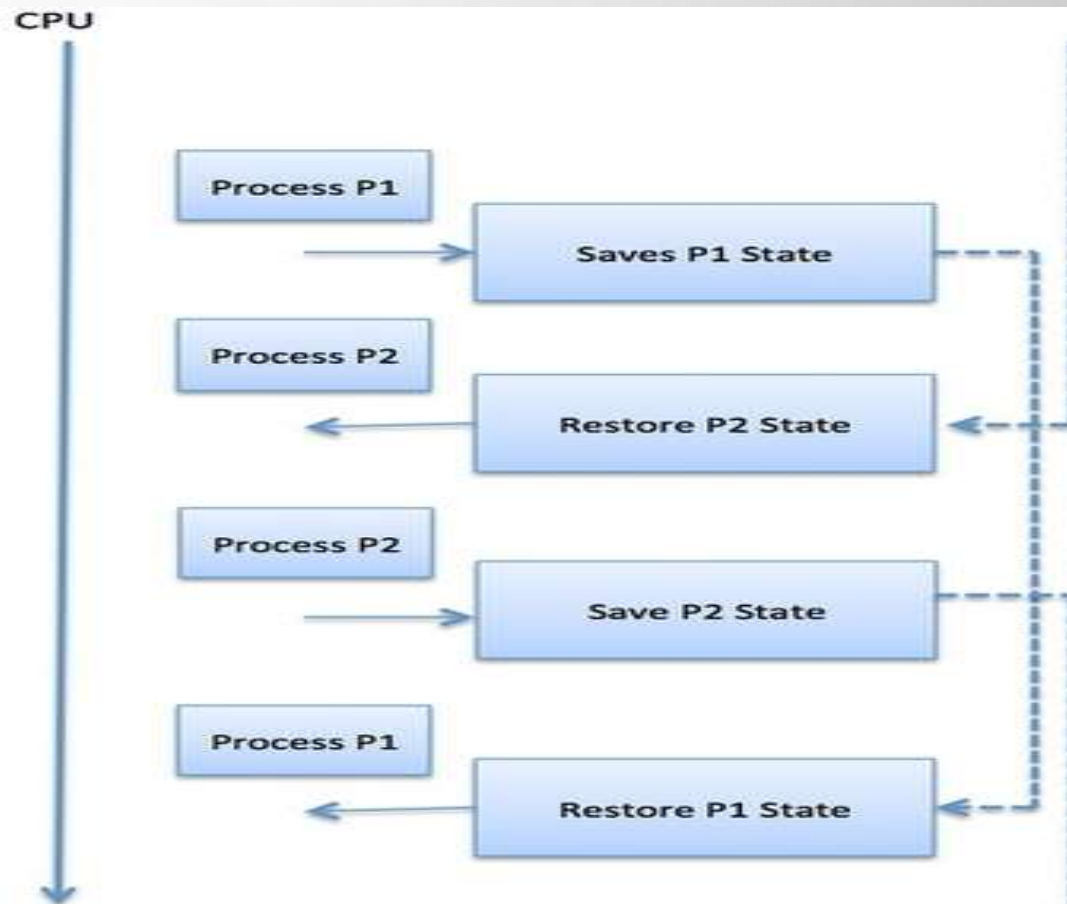 CPU
Process P1
Saves P1 State
Process P2
Restore P2 State
Process P2
Save P2 State
Process P1
Restore P1 State